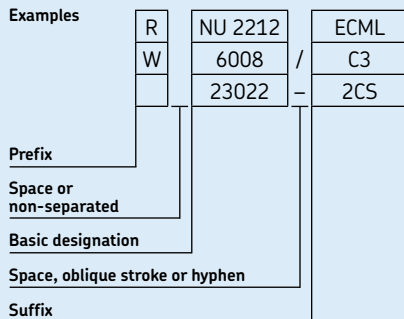 Examples
R NU 2212 ECML
W 6008 / C3
23022 – 2CS
Prefix
Space or
non-separated
Basic designation
Space, oblique stroke or hyphen
Suffix